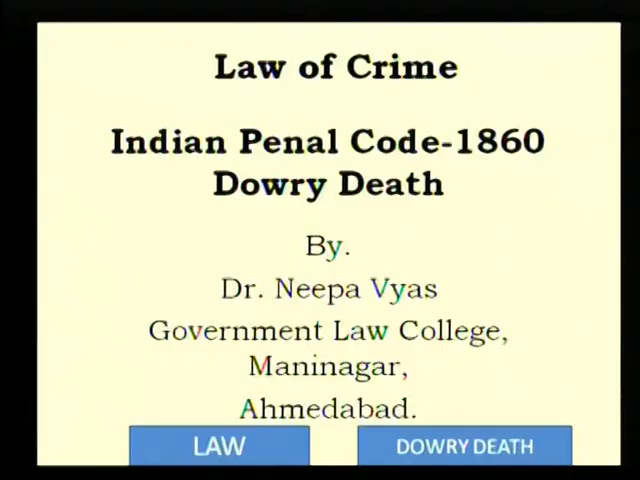 Law of Crime
Indian Penal Code-1860
Dowry Death
By.
Dr. Neepa Vyas
Government Law College,
Maninagar,
Ahmedabad.
LAW
DOWRY DEATH